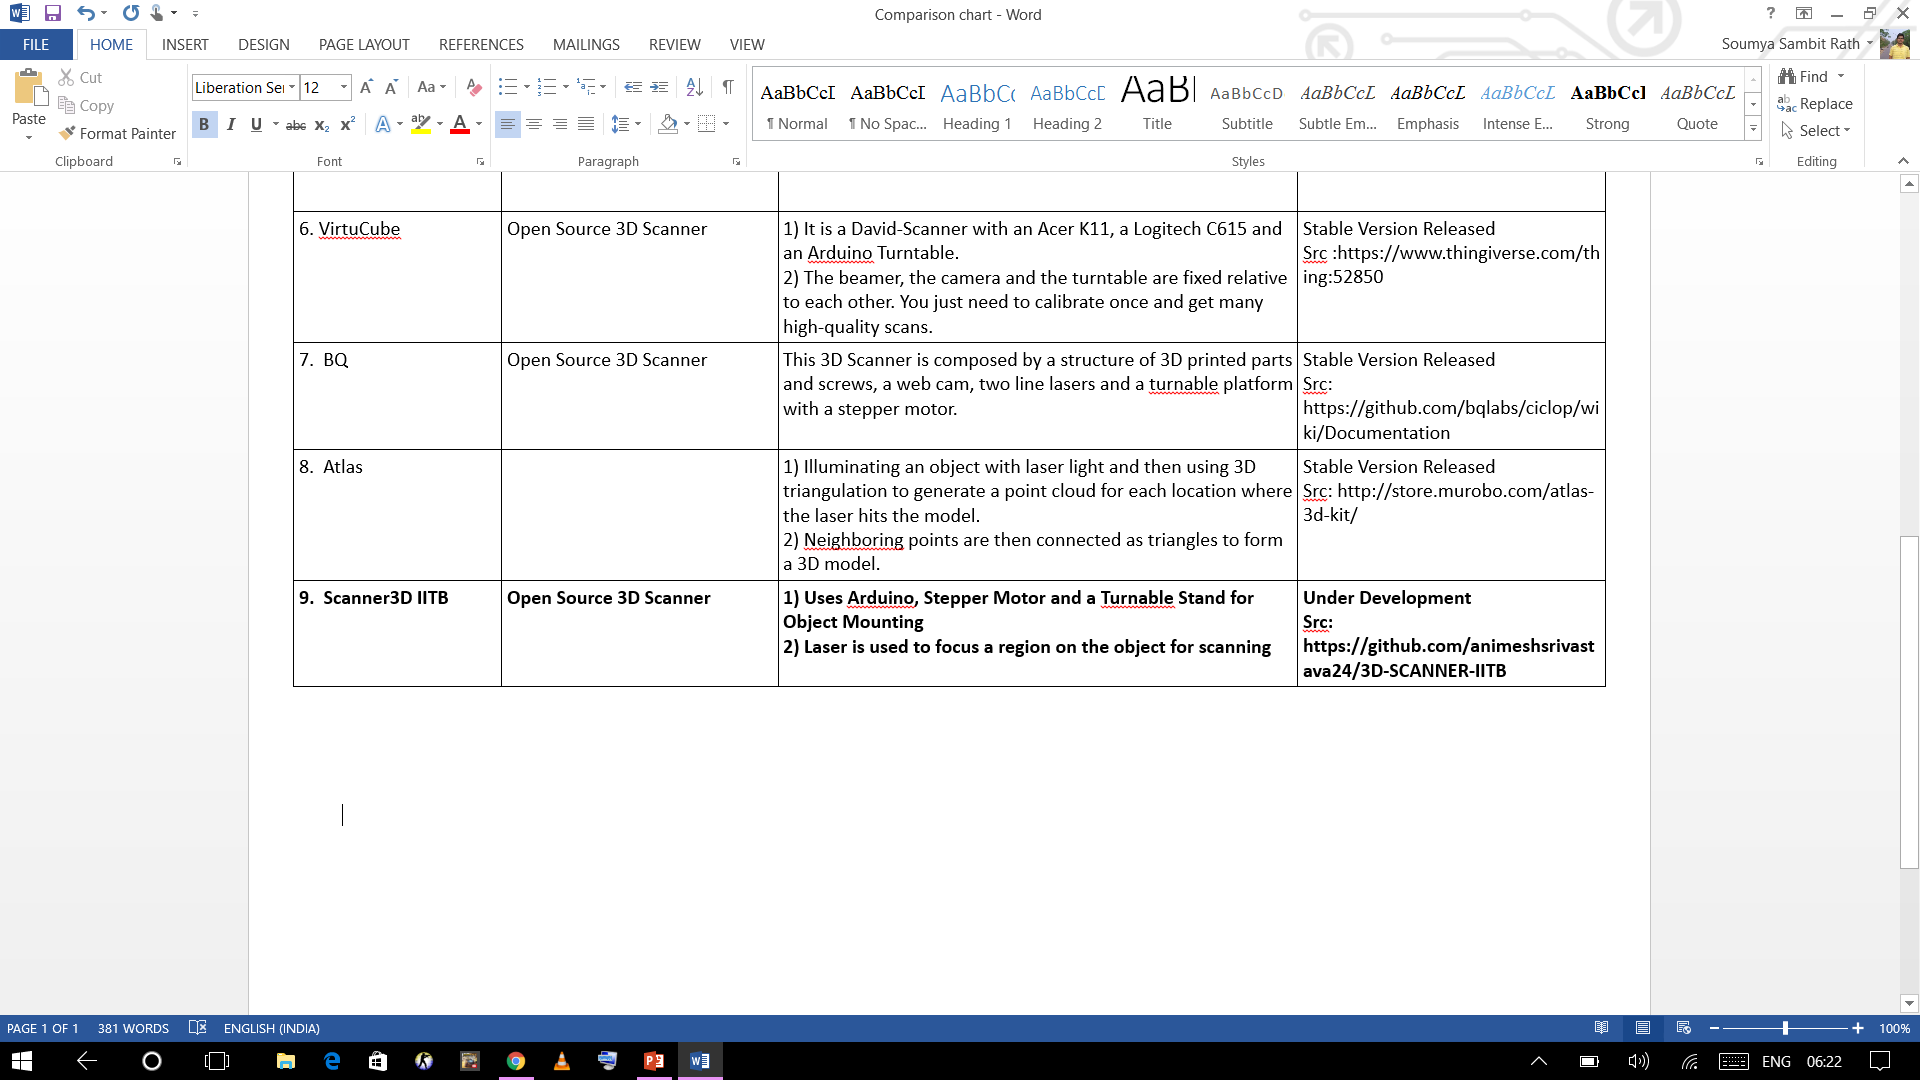 Comparison chart - Word
?
FILE HOME INSERT DESIGN PAGE LAYOUT REFERENCES MAILINGS REVIEW VIEW Soumya Sambit Rath
Paste
Cut
Copy
Format Painter
Clipboard
Liberation Se 12 Aa
B I U abc x₂ x² A A
Font
Paragraph
AaBbCcI AaBbCcI AaBbC AaBbCcD AaB AaBbCcD AaBbCcL AaBbCcL AaBbCcL AaBbCcI AaBbCcL
¶ Normal ¶ No Spac... Heading 1 Heading 2 Title Subtitle Subtle Em... Emphasis Intense E... Strong Quote
Styles
Find
Replace
Select
Editing
6. VirtuCube
Open Source 3D Scanner
1) It is a David-Scanner with an Acer K11, a Logitech C615 and
an Arduino Turntable.
2) The beamer, the camera and the turntable are fixed relative
to each other. You just need to calibrate once and get many
high-quality scans.
Stable Version Released
Src :https://www.thingiverse.com/th
ing:52850
7. BQ
Open Source 3D Scanner
This 3D Scanner is composed by a structure of 3D printed parts
and screws, a web cam, two line lasers and a turnable platform
with a stepper motor.
Stable Version Released
Src:
https://github.com/bqlabs/ciclop/wi
ki/Documentation
8. Atlas
1) Illuminating an object with laser light and then using 3D
triangulation to generate a point cloud for each location where
the laser hits the model.
2) Neighboring points are then connected as triangles to form
a 3D model.
Stable Version Released
Src: http://store.murobo.com/atlas-
3d-kit/
9. Scanner3D IITB
Open Source 3D Scanner
1) Uses Arduino, Stepper Motor and a Turnable Stand for
Object Mounting
2) Laser is used to focus a region on the object for scanning
Under Development
Src:
https://github.com/animeshsrivast
ava24/3D-SCANNER-IITB
PAGE 1 OF 1 381 WORDS ENGLISH (INDIA) 100%
ENG 06:22